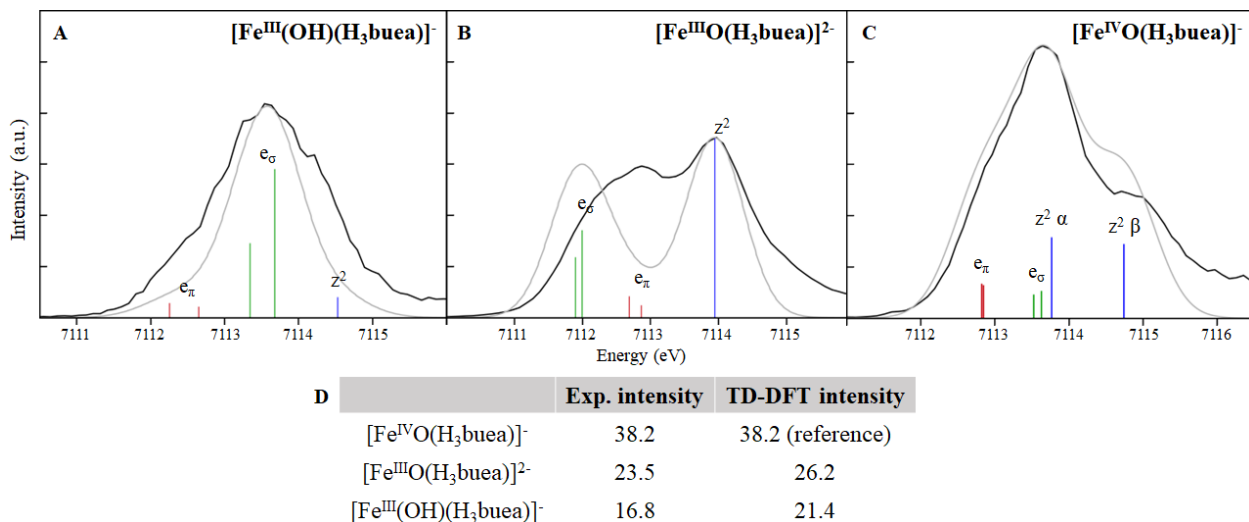 A [Fe^III(OH)(H₃buea)]⁻
B [Fe^IIIO(H₃buea)]²⁻
C [Fe^IVO(H₃buea)]⁻
Intensity (a.u.)
eπ
eσ
z²
7111 7112 7113 7114 7115
eσ
eπ
z²
7111 7112 7113 7114 7115
eπ
eσ
z² α
z² β
7112 7113 7114 7115 7116
Energy (eV)
D Exp. intensity TD-DFT intensity
[Fe^IVO(H₃buea)]⁻ 38.2 38.2 (reference)
[Fe^IIIO(H₃buea)]²⁻ 23.5 26.2
[Fe^III(OH)(H₃buea)]⁻ 16.8 21.4